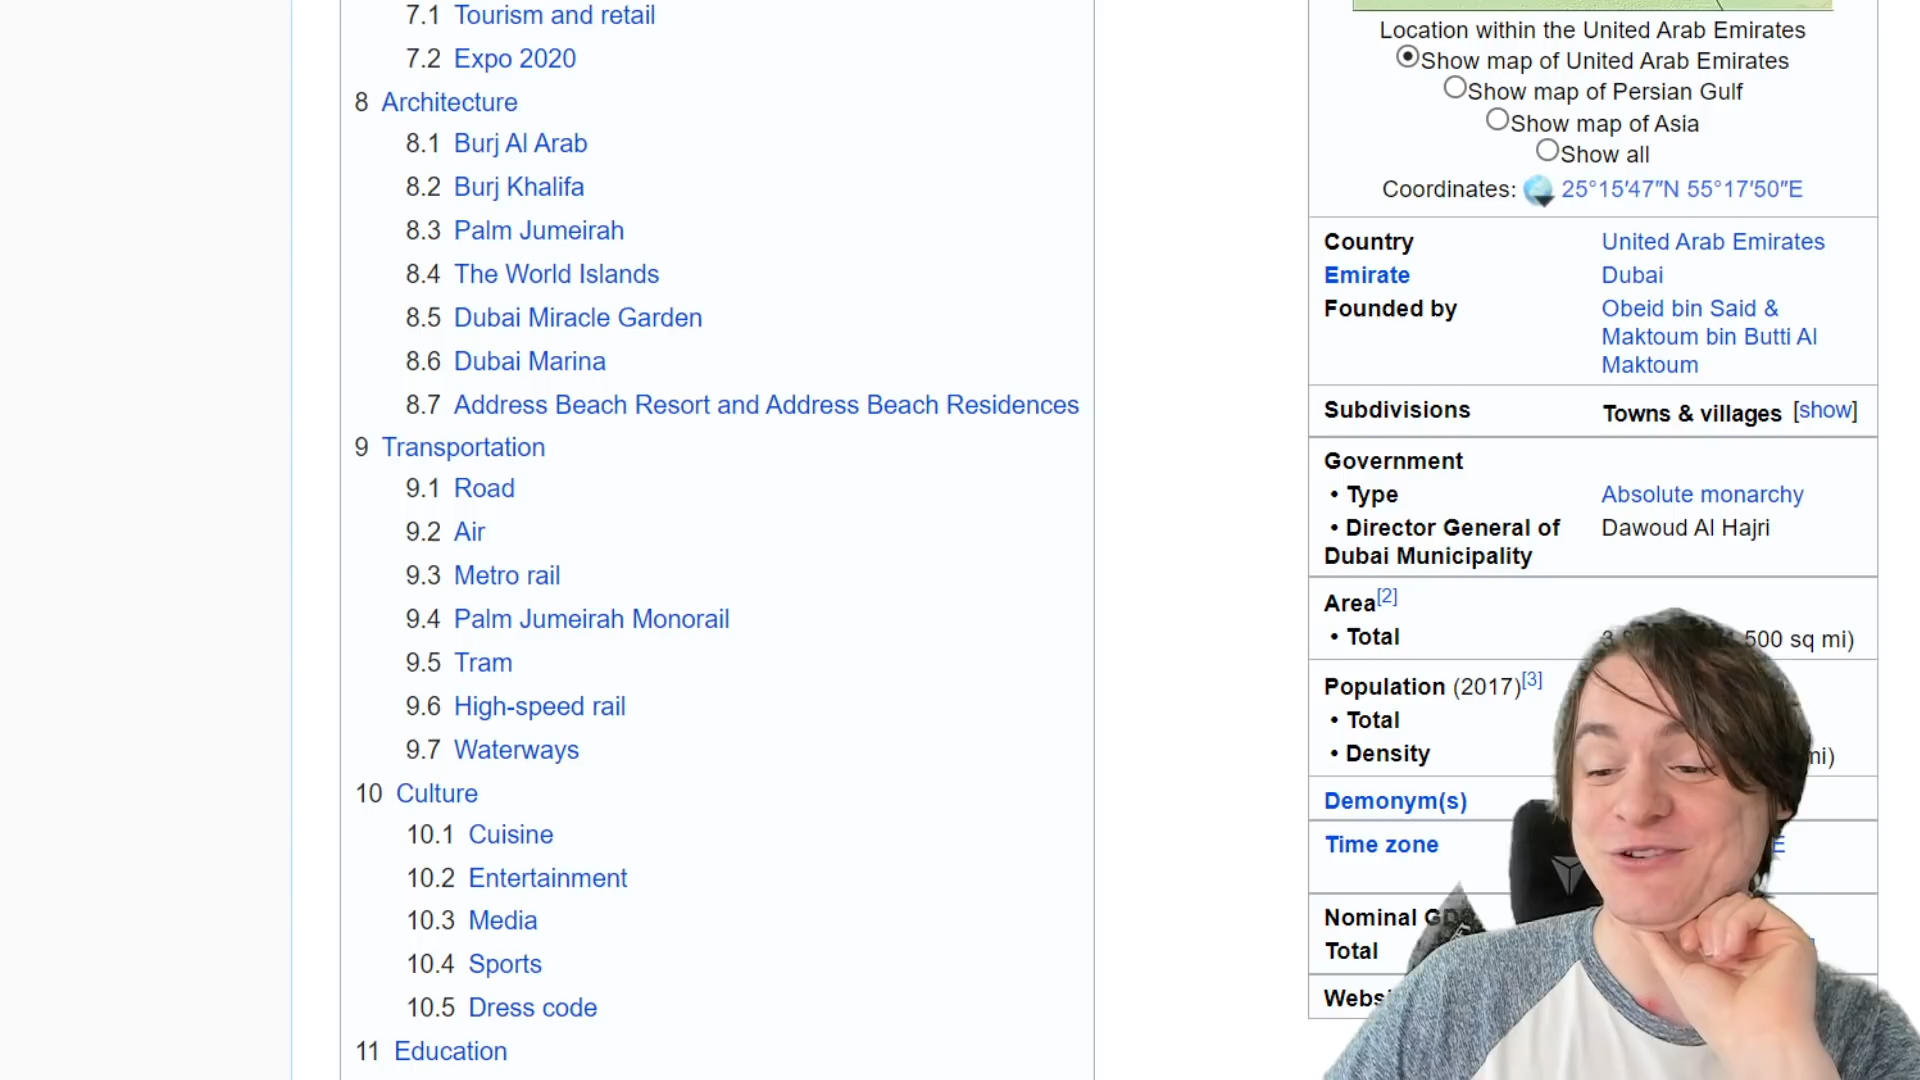 7.1 Tourism and retail
7.2 Expo 2020
8 Architecture
8.1 Burj Al Arab
8.2 Burj Khalifa
8.3 Palm Jumeirah
8.4 The World Islands
8.5 Dubai Miracle Garden
8.6 Dubai Marina
8.7 Address Beach Resort and Address Beach Residences
9 Transportation
9.1 Road
9.2 Air
9.3 Metro rail
9.4 Palm Jumeirah Monorail
9.5 Tram
9.6 High-speed rail
9.7 Waterways
10 Culture
10.1 Cuisine
10.2 Entertainment
10.3 Media
10.4 Sports
10.5 Dress code
11 Education
Location within the United Arab Emirates
Show map of United Arab Emirates
Show map of Persian Gulf
Show map of Asia
Show all
Coordinates: 25°15′47″N 55°17′50″E
Country United Arab Emirates
Emirate Dubai
Founded by Obeid bin Said &
Maktoum bin Butti Al
Maktoum
Subdivisions Towns & villages [show]
Government
• Type Absolute monarchy
• Director General of Dawoud Al Hajri
Dubai Municipality
Area[2]
• Total 500 sq mi)
Population (2017)[3]
• Total
• Density mi)
Demonym(s)
Time zone
Nominal
Total